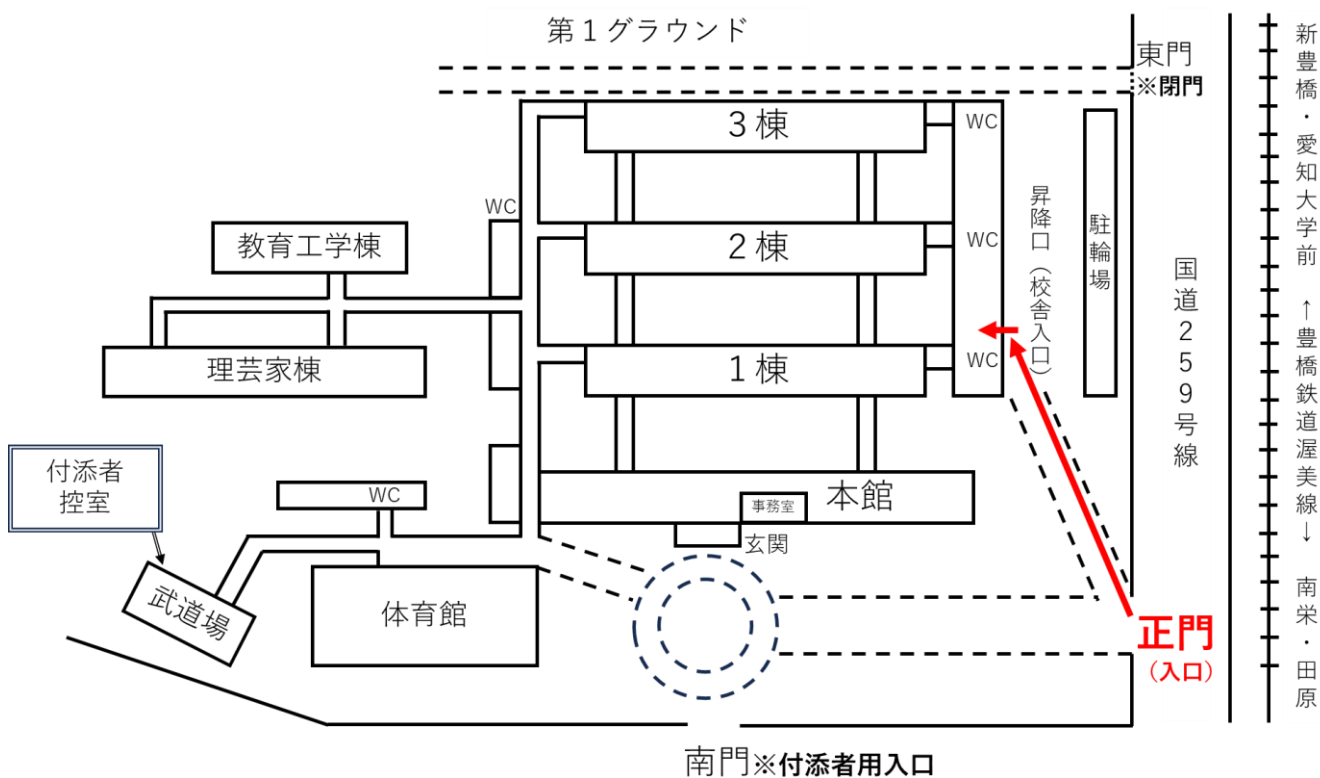 第１グラウンド
東門
※閉門
３棟
WC
WC
教育工学棟
２棟
WC
昇降口（校舎入口）
駐輪場
国道２５９号線
新豊橋・愛知大学前　↑豊橋鉄道渥美線↓　南栄・田原
理芸家棟
１棟
WC
付添者
控室
WC
事務室
本館
玄関
武道場
体育館
正門
（入口）
南門※付添者用入口